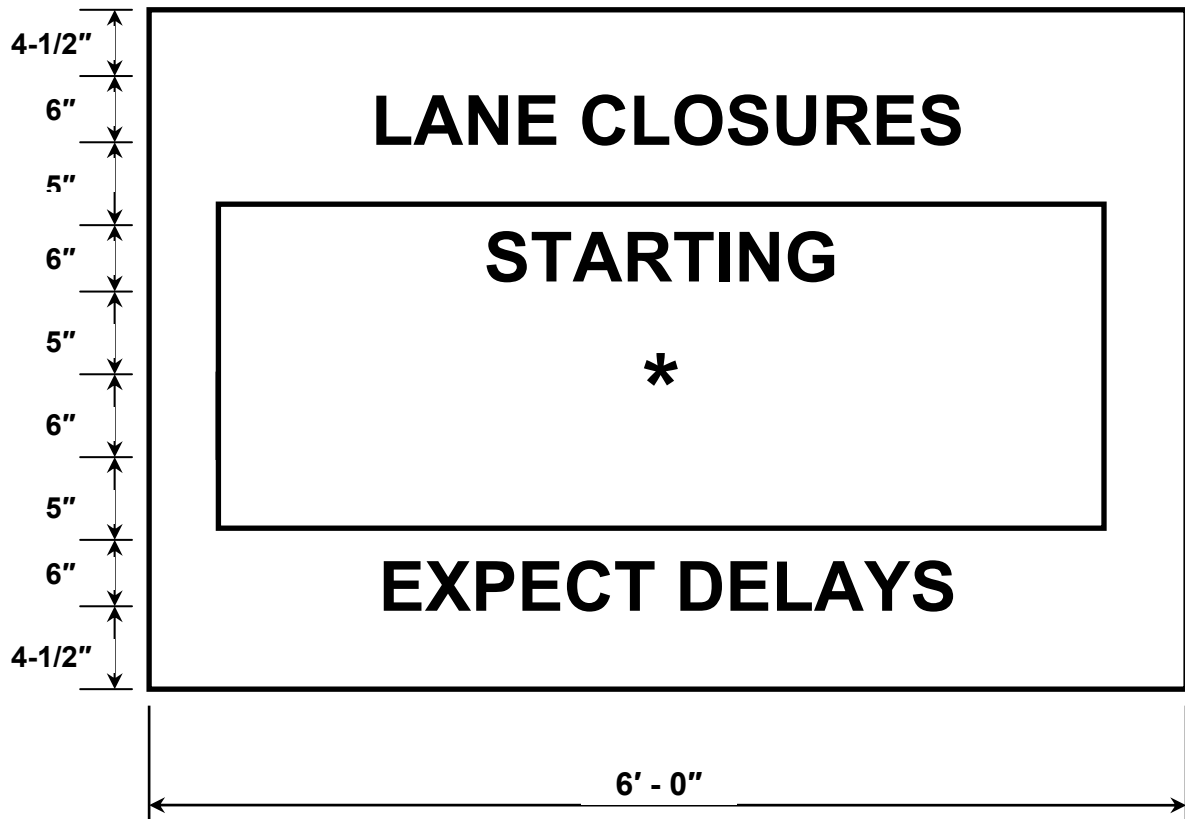 4-1/2″
6″
LANE CLOSURES
5″
6″
STARTING
5″
*
6″
5″
6″
EXPECT DELAYS
4-1/2″
6′ - 0″